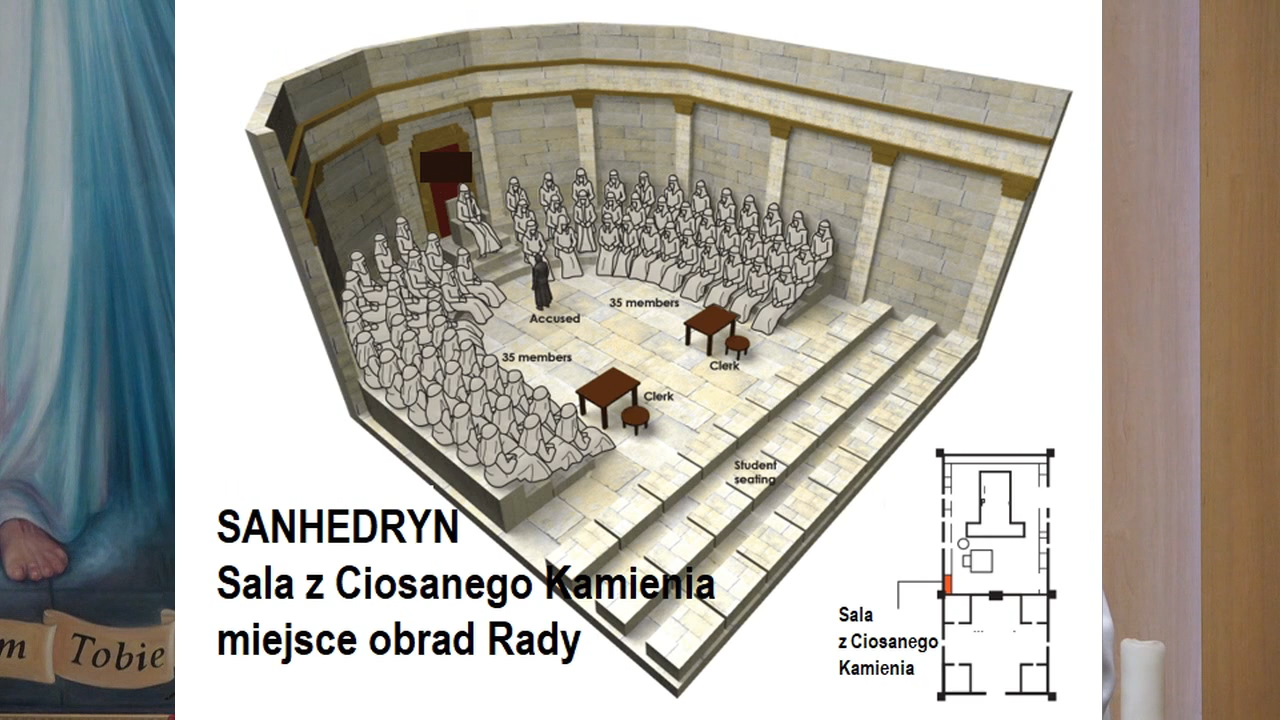 35 members
Accused
35 members
Clerk
Clerk
Student
seating
SANHEDRYN
Sala z Ciosanego Kamienia
miejsce obrad Rady
Sala
z Ciosanego
Kamienia
m Tobie